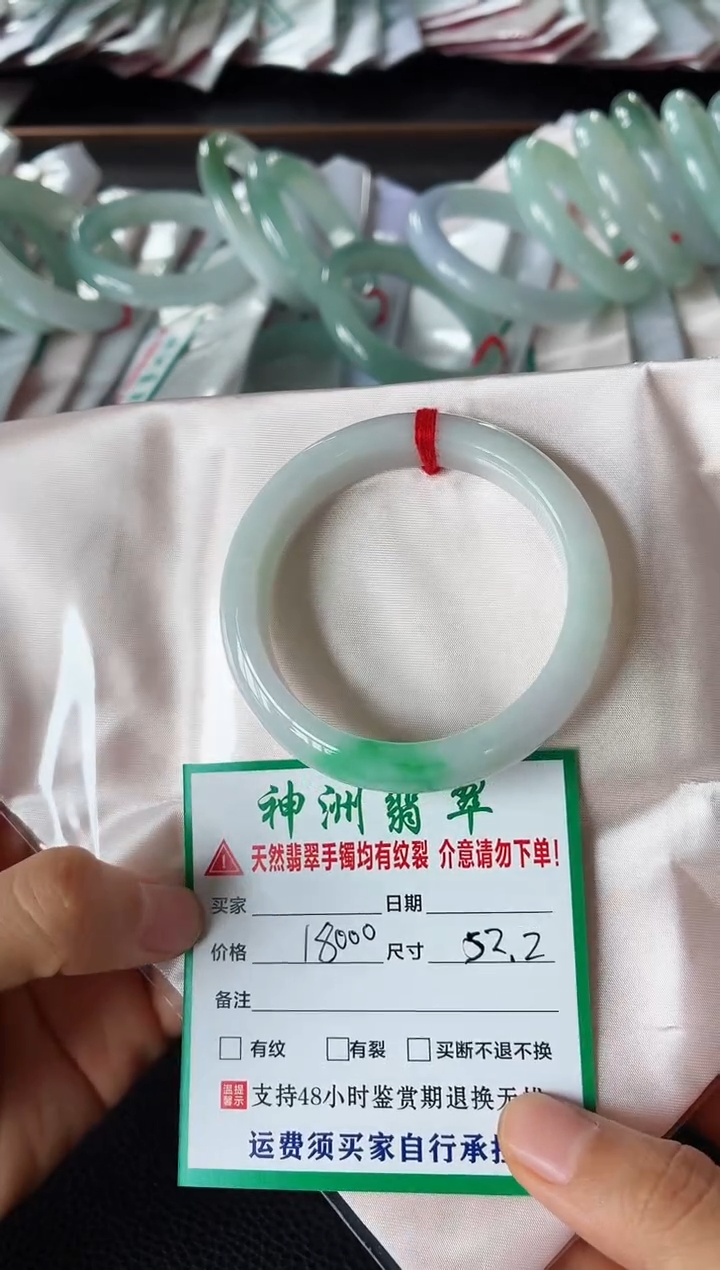 神洲翡翠
天然翡翠手镯均有纹裂 介意请勿下单!
买家 日期
价格 18000 尺寸 52.2
备注
有纹 有裂 买断不退不换
温馨提示 支持48小时鉴赏期退换无
运费须买家自行承担